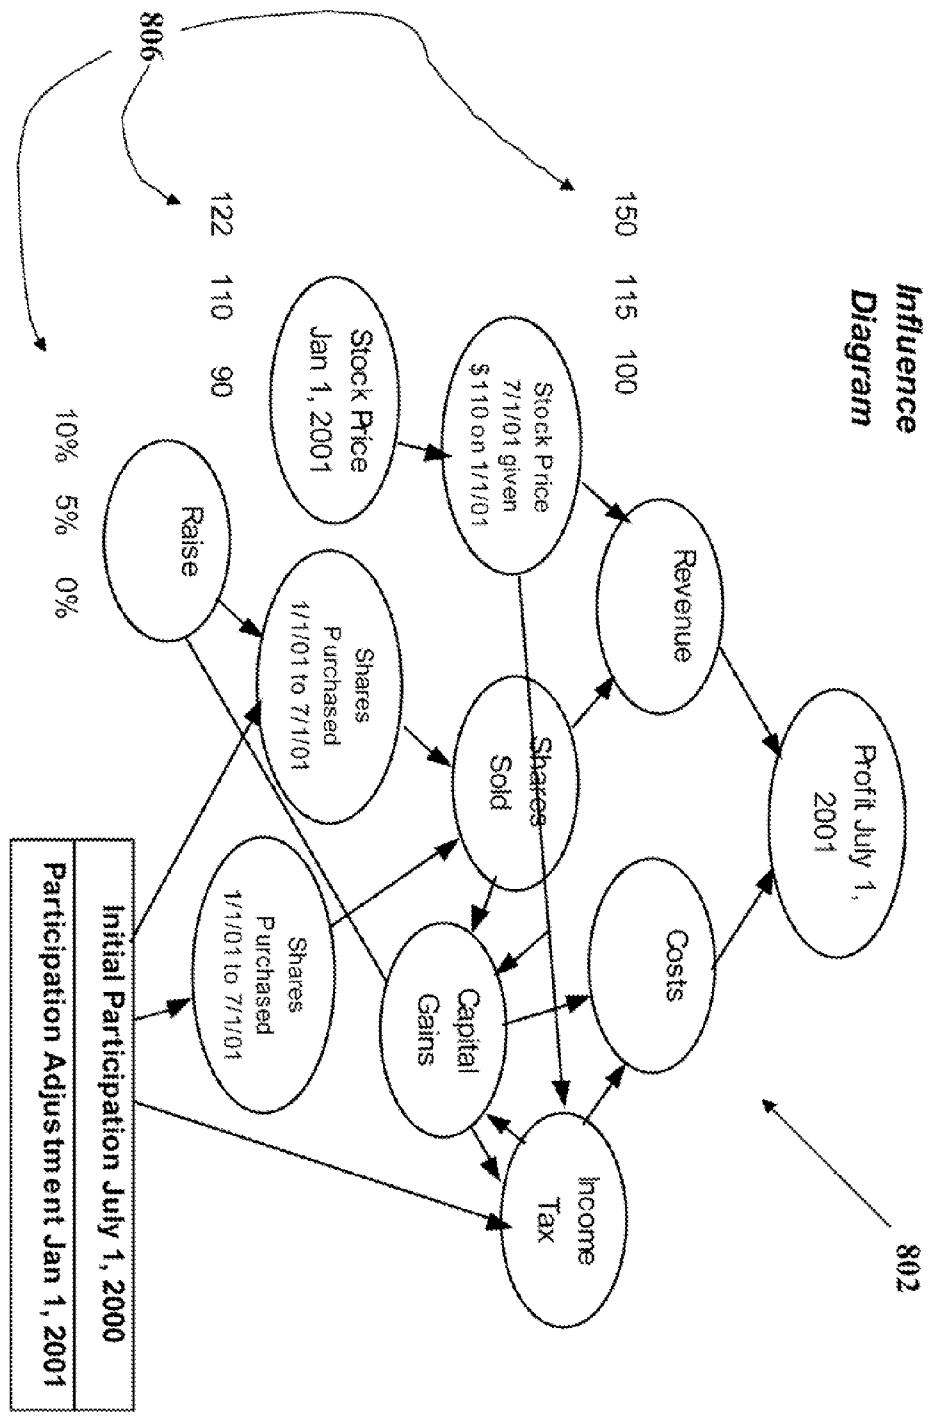 Influence
Diagram
802
Profit July 1,
2001
Revenue
Costs
150 115 100
Stock Price
7/1/01 given
$110 on 1/1/01
Shares
Sold
Income
Tax
Capital
Gains
122 110 90
Stock Price
Jan 1, 2001
Shares
Purchased
1/1/01 to 7/1/01
Shares
Purchased
1/1/01 to 7/1/01
806
Raise
10% 5% 0%
Initial Participation July 1, 2000
Participation Adjustment Jan 1, 2001